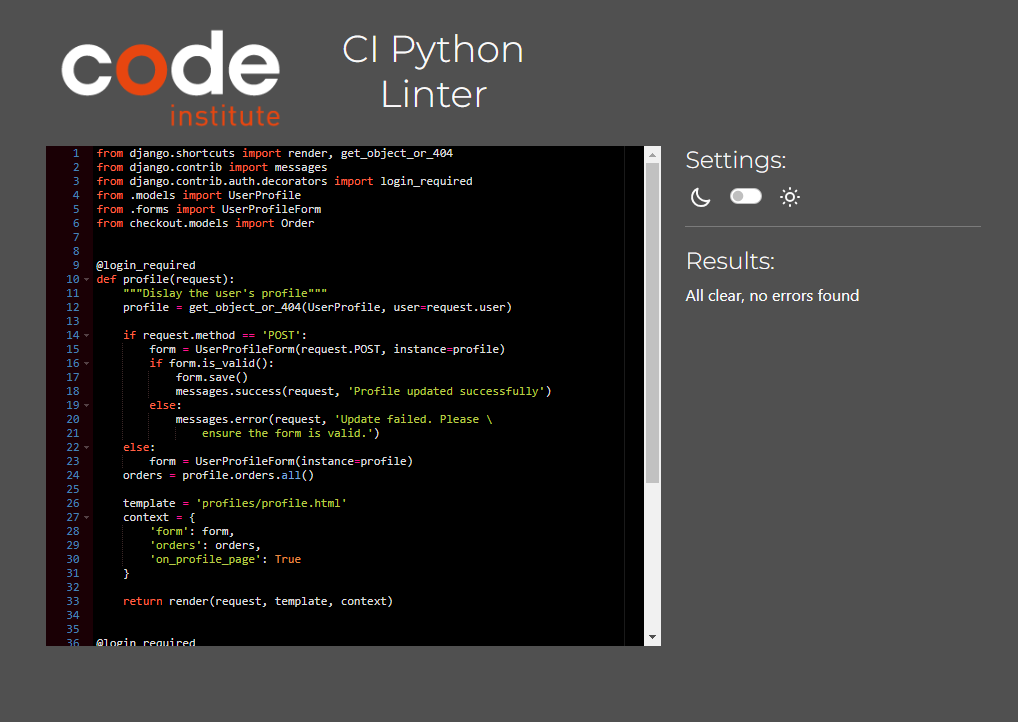 code
institute
CI Python
Linter
1 from django.shortcuts import render, get_object_or_404
2 from django.contrib import messages
3 from django.contrib.auth.decorators import login_required
4 from .models import UserProfile
5 from .forms import UserProfileForm
6 from checkout.models import Order
7
8
9 @login_required
10 def profile(request):
11     """Dislay the user's profile"""
12     profile = get_object_or_404(UserProfile, user=request.user)
13
14     if request.method == 'POST':
15         form = UserProfileForm(request.POST, instance=profile)
16         if form.is_valid():
17             form.save()
18             messages.success(request, 'Profile updated successfully')
19         else:
20             messages.error(request, 'Update failed. Please \
21                 ensure the form is valid.')
22     else:
23         form = UserProfileForm(instance=profile)
24     orders = profile.orders.all()
25
26     template = 'profiles/profile.html'
27     context = {
28         'form': form,
29         'orders': orders,
30         'on_profile_page': True
31     }
32
33     return render(request, template, context)
34
35
36 @login_required
Settings:
Results:
All clear, no errors found